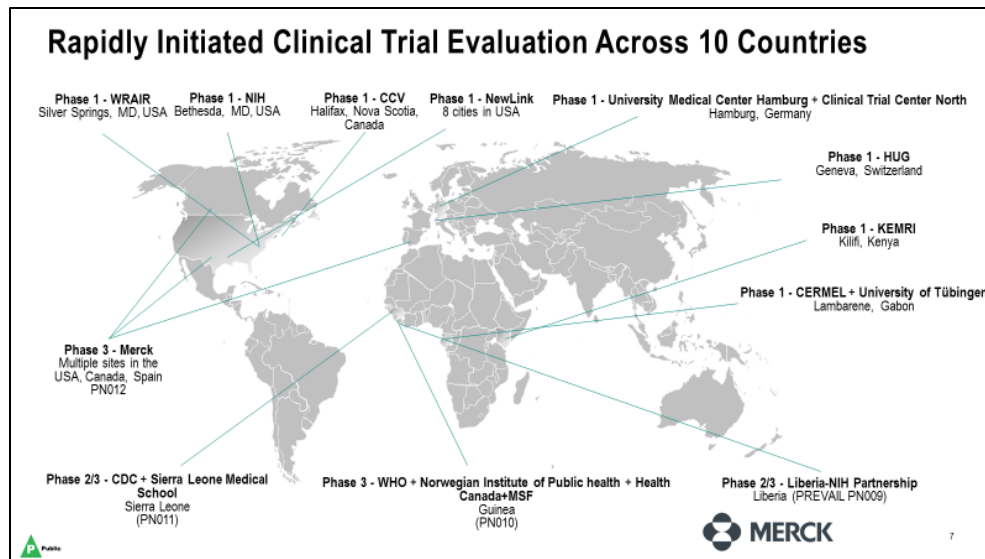 Rapidly Initiated Clinical Trial Evaluation Across 10 Countries
Phase 1 - WRAIR
Silver Springs, MD, USA
Phase 1 - NIH
Bethesda, MD, USA
Phase 1 - CCV
Halifax, Nova Scotia,
Canada
Phase 1 - NewLink
8 cities in USA
Phase 1 - University Medical Center Hamburg + Clinical Trial Center North
Hamburg, Germany
Phase 1 - HUG
Geneva, Switzerland
Phase 1 - KEMRI
Kilifi, Kenya
Phase 1 - CERMEL + University of Tübingen
Lambarene, Gabon
Phase 3 - Merck
Multiple sites in the
USA, Canada, Spain
PN012
Phase 2/3 - CDC + Sierra Leone Medical
School
Sierra Leone
(PN011)
Phase 3 - WHO + Norwegian Institute of Public health + Health
Canada+MSF
Guinea
(PN010)
Phase 2/3 - Liberia-NIH Partnership
Liberia (PREVAIL PN009)
P
Public
MERCK
7